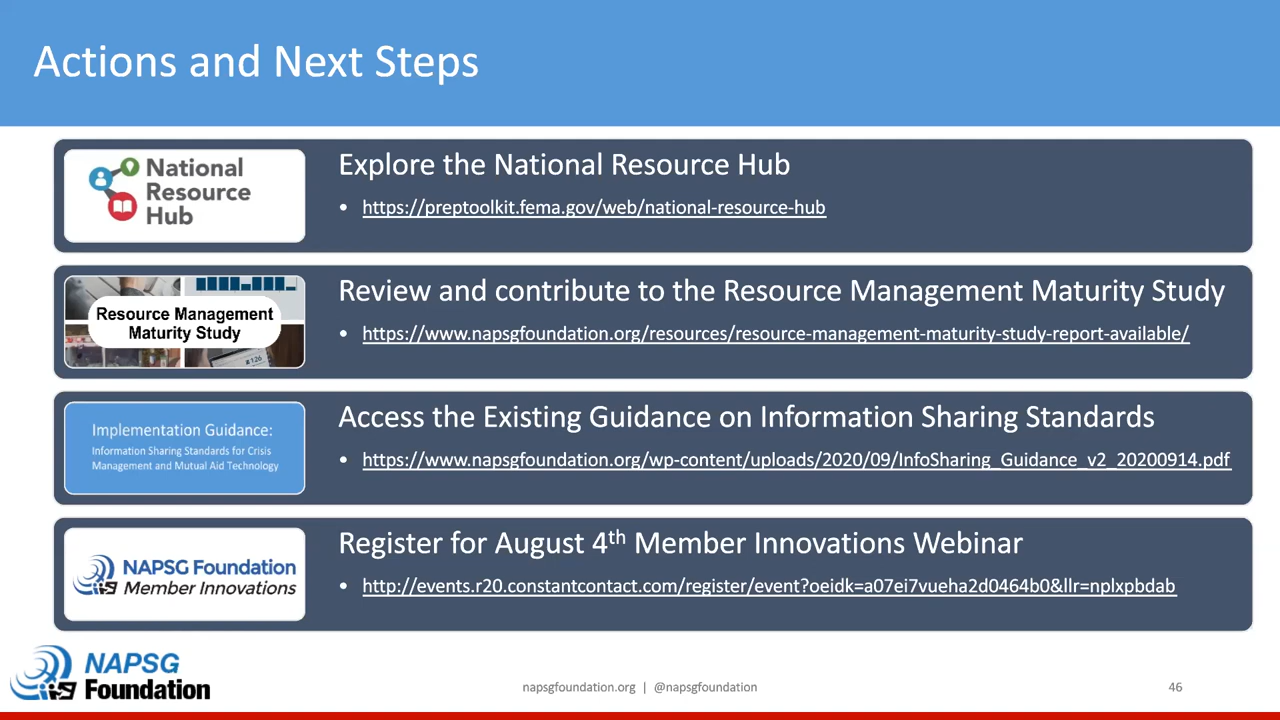 Actions and Next Steps
National
Resource
Hub
Explore the National Resource Hub
• https://preptoolkit.fema.gov/web/national-resource-hub
Resource Management
Maturity Study
126
Review and contribute to the Resource Management Maturity Study
• https://www.napsgfoundation.org/resources/resource-management-maturity-study-report-available/
Implementation Guidance:
Information Sharing Standards for Crisis
Management and Mutual Aid Technology
Access the Existing Guidance on Information Sharing Standards
• https://www.napsgfoundation.org/wp-content/uploads/2020/09/InfoSharing_Guidance_v2_20200914.pdf
NAPSG Foundation
Member Innovations
Register for August 4th Member Innovations Webinar
• http://events.r20.constantcontact.com/register/event?oeidk=a07ei7vueha2d0464b0&llr=nplxpbdab
NAPSG
Foundation
napsgfoundation.org | @napsgfoundation
46